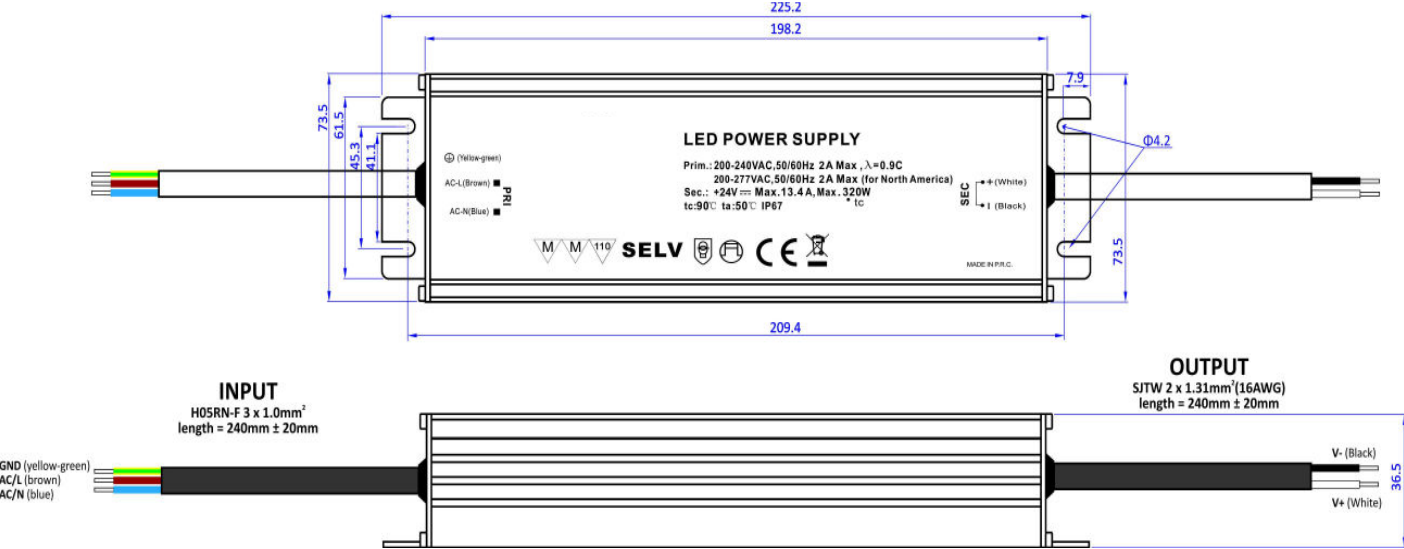 225.2
198.2
7.9
73.5
61.5
45.3
41.1
Φ4.2
LED POWER SUPPLY
Prim.: 200-240VAC,50/60Hz 2A Max , λ=0.9C
200-277VAC,50/60Hz 2A Max (for North America)
Sec.: +24V ⎓ Max.13.4A, Max. 320W
tc:90℃ ta:50℃ IP67
tc
(Yellow-green)
AC-L(Brown)
AC-N(Blue)
PRI
SEC
+ (White)
I (Black)
M M 110 SELV CE
MADE IN P.R.C.
73.5
209.4
INPUT
H05RN-F 3 x 1.0mm²
length = 240mm ± 20mm
OUTPUT
SJTW 2 x 1.31mm²(16AWG)
length = 240mm ± 20mm
GND (yellow-green)
AC/L (brown)
AC/N (blue)
V- (Black)
V+ (White)
36.5